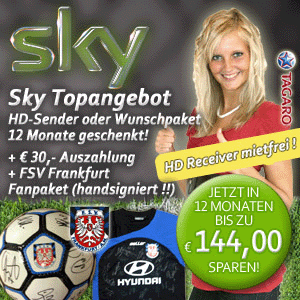 sky
TAGARO
Sky Topangebot
HD-Sender oder Wunschpaket
12 Monate geschenkt!
+ € 30,- Auszahlung
+ FSV Frankfurt
Fanpaket (handsigniert !!)
HD Receiver mietfrei !
JETZT IN
12 MONATEN
BIS ZU
€ 144,00
SPAREN!
FSV
HYUNDAI